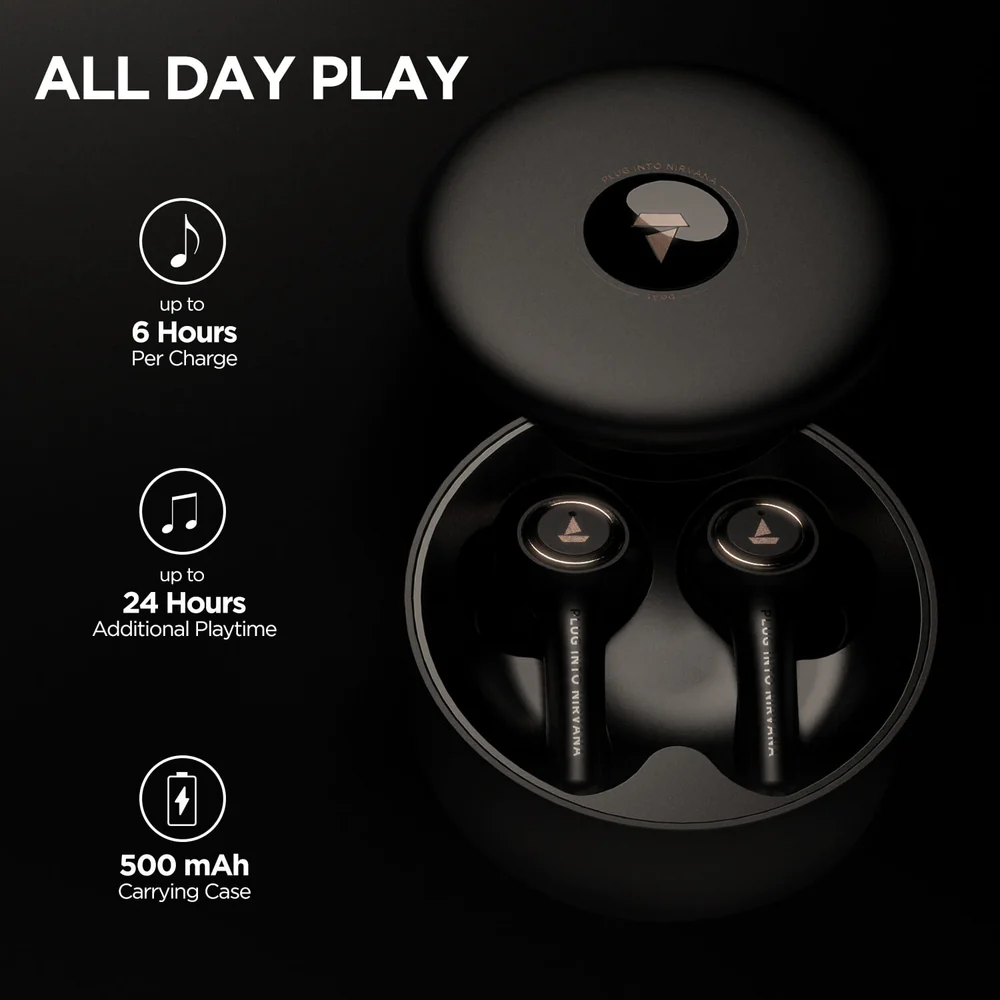 ALL DAY PLAY
up to
6 Hours
Per Charge
up to
24 Hours
Additional Playtime
500 mAh
Carrying Case
PLUG INTO NIRVANA
boAt
PLUG INTO NIRVANA
PLUG INTO NIRVANA